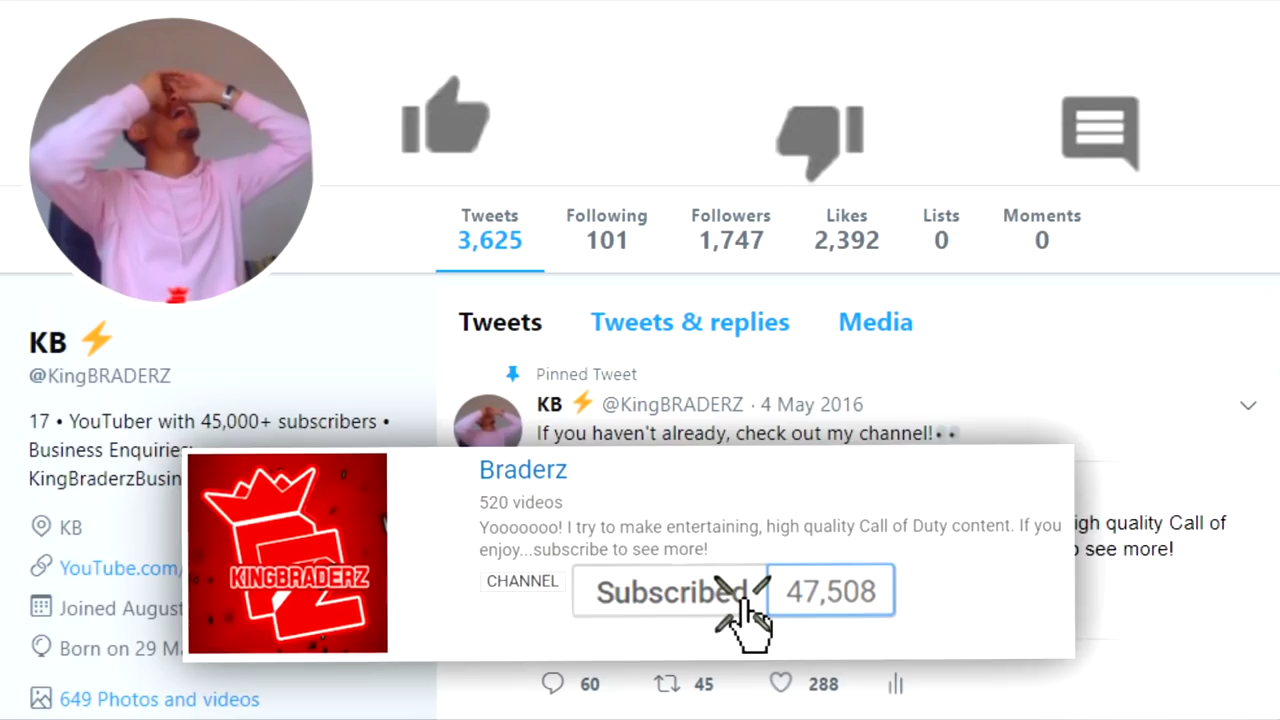 Tweets Following Followers Likes Lists Moments
3,625 101 1,747 2,392 0 0
KB
@KingBRADERZ
17 • YouTuber with 45,000+ subscribers •
Business Enquiries:
KingBraderzBusin
KB
YouTube.com/
Joined August
Born on 29 M
649 Photos and videos
Tweets Tweets & replies Media
Pinned Tweet
KB @KingBRADERZ · 4 May 2016
If you haven't already, check out my channel!
igh quality Call of
o see more!
KINGBRADERZ
Braderz
520 videos
Yooooooo! I try to make entertaining, high quality Call of Duty content. If you
enjoy...subscribe to see more!
CHANNEL
Subscribed 47,508
60 45 288